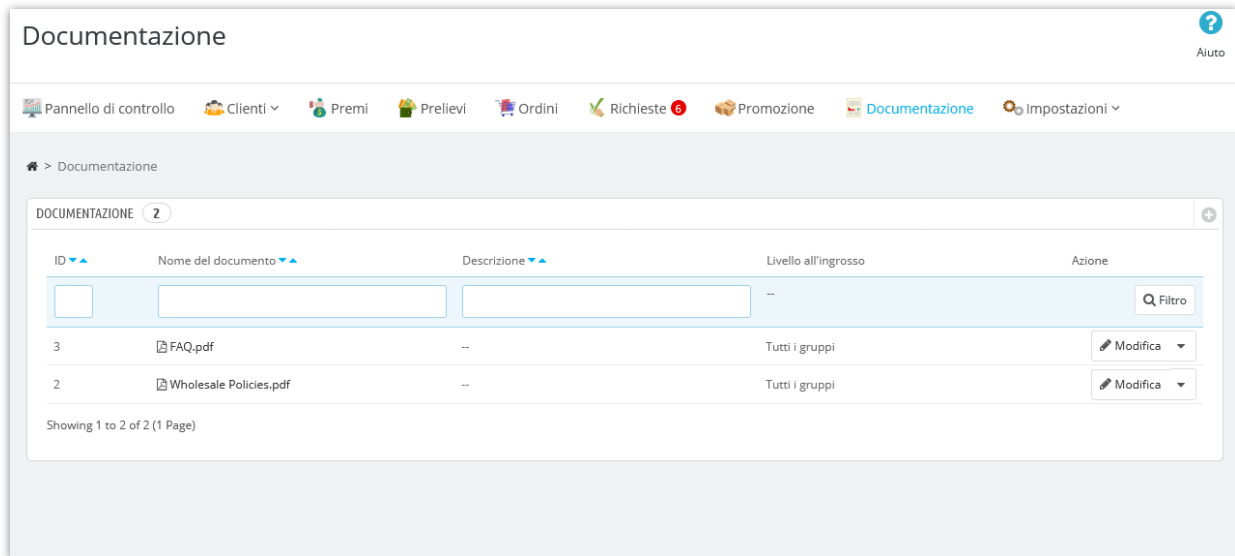 Documentazione
Aiuto
Pannello di controllo Clienti Premi Prelievi Ordini Richieste 6 Promozione Documentazione Impostazioni
> Documentazione
DOCUMENTAZIONE 2
ID Nome del documento Descrizione Livello all'ingrosso Azione
-- Filtro
3 FAQ.pdf -- Tutti i gruppi Modifica
2 Wholesale Policies.pdf -- Tutti i gruppi Modifica
Showing 1 to 2 of 2 (1 Page)